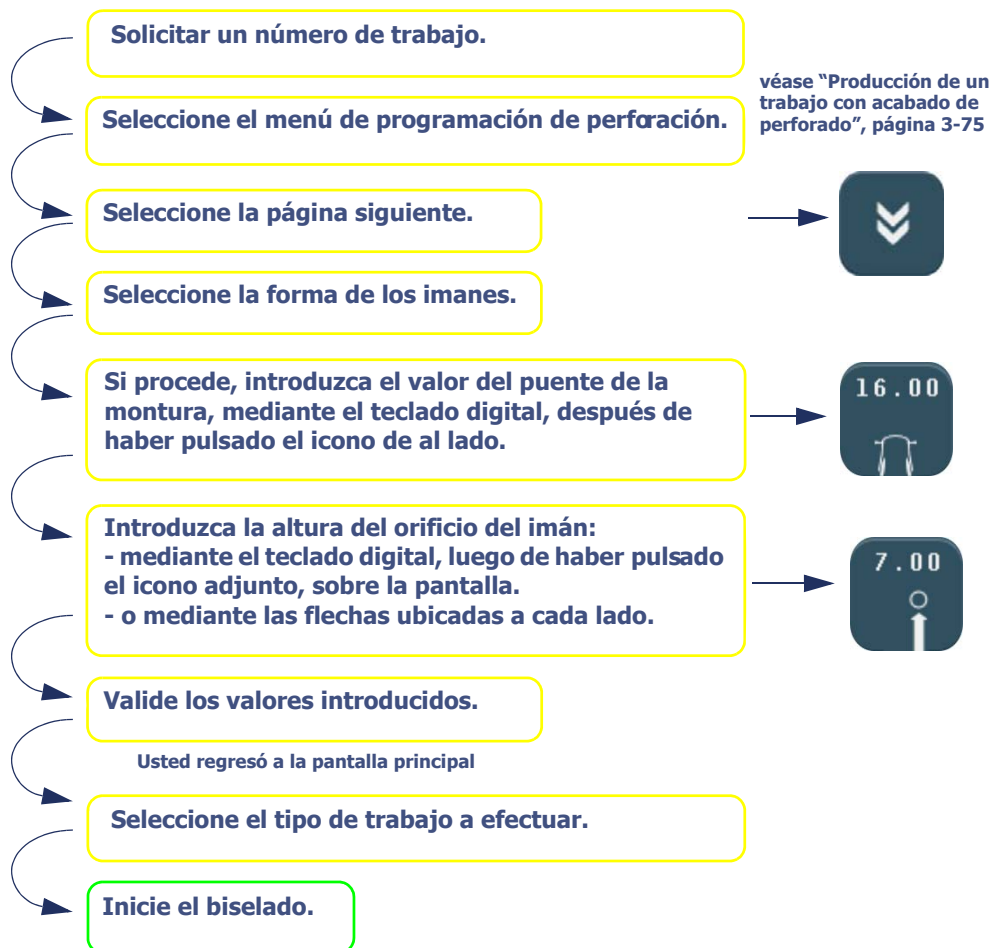 Solicitar un número de trabajo.
véase “Producción de un
trabajo con acabado de
perforado”, página 3-75
Seleccione el menú de programación de perforación.
Seleccione la página siguiente.
Seleccione la forma de los imanes.
Si procede, introduzca el valor del puente de la
montura, mediante el teclado digital, después de
haber pulsado el icono de al lado.
16.00
Introduzca la altura del orificio del imán:
- mediante el teclado digital, luego de haber pulsado
el icono adjunto, sobre la pantalla.
- o mediante las flechas ubicadas a cada lado.
7.00
Valide los valores introducidos.
Usted regresó a la pantalla principal
Seleccione el tipo de trabajo a efectuar.
Inicie el biselado.